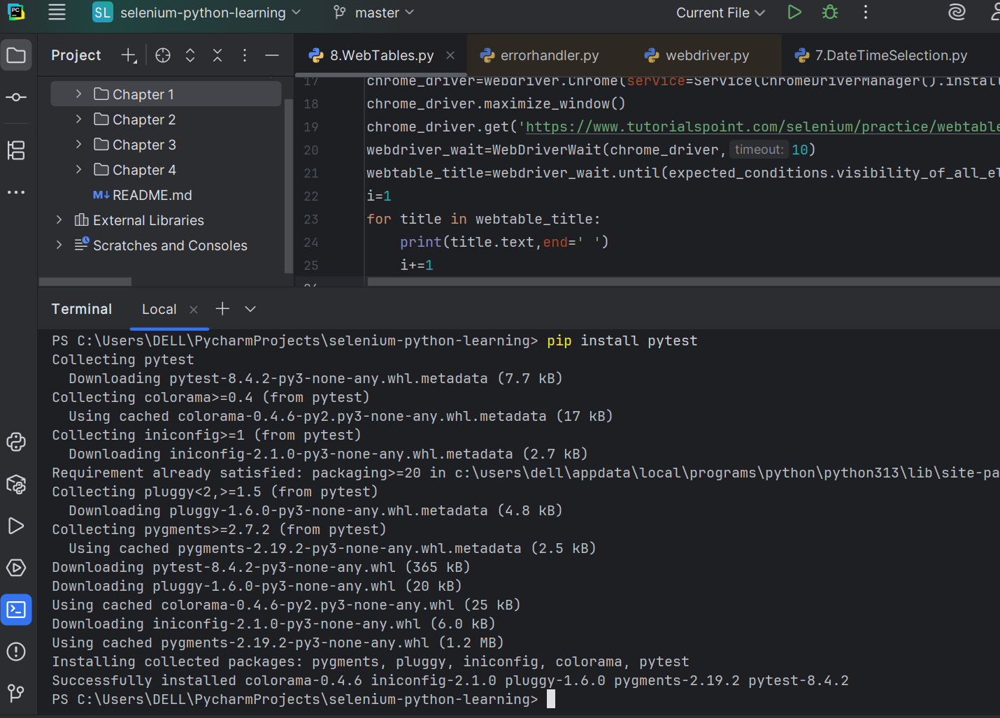 PC
SL selenium-python-learning master Current File
Project
8.WebTables.py errorhandler.py webdriver.py 7.DateTimeSelection.py
Chapter 1
Chapter 2
Chapter 3
Chapter 4
M↓ README.md
External Libraries
Scratches and Consoles
17 chrome_driver=webdriver.Chrome(service=Service(ChromeDriverManager().instal
18 chrome_driver.maximize_window()
19 chrome_driver.get('https://www.tutorialspoint.com/selenium/practice/webtable
20 webdriver_wait=WebDriverWait(chrome_driver, timeout: 10)
21 webtable_title=webdriver_wait.until(expected_conditions.visibility_of_all_el
22 i=1
23 for title in webtable_title:
24 print(title.text,end=' ')
25 i+=1
Terminal Local
PS C:\Users\DELL\PycharmProjects\selenium-python-learning> pip install pytest
Collecting pytest
Downloading pytest-8.4.2-py3-none-any.whl.metadata (7.7 kB)
Collecting colorama>=0.4 (from pytest)
Using cached colorama-0.4.6-py2.py3-none-any.whl.metadata (17 kB)
Collecting iniconfig>=1 (from pytest)
Downloading iniconfig-2.1.0-py3-none-any.whl.metadata (2.7 kB)
Requirement already satisfied: packaging>=20 in c:\users\dell\appdata\local\programs\python\python313\lib\site-pa
Collecting pluggy<2,>=1.5 (from pytest)
Downloading pluggy-1.6.0-py3-none-any.whl.metadata (4.8 kB)
Collecting pygments>=2.7.2 (from pytest)
Using cached pygments-2.19.2-py3-none-any.whl.metadata (2.5 kB)
Downloading pytest-8.4.2-py3-none-any.whl (365 kB)
Downloading pluggy-1.6.0-py3-none-any.whl (20 kB)
Using cached colorama-0.4.6-py2.py3-none-any.whl (25 kB)
Downloading iniconfig-2.1.0-py3-none-any.whl (6.0 kB)
Using cached pygments-2.19.2-py3-none-any.whl (1.2 MB)
Installing collected packages: pygments, pluggy, iniconfig, colorama, pytest
Successfully installed colorama-0.4.6 iniconfig-2.1.0 pluggy-1.6.0 pygments-2.19.2 pytest-8.4.2
PS C:\Users\DELL\PycharmProjects\selenium-python-learning>